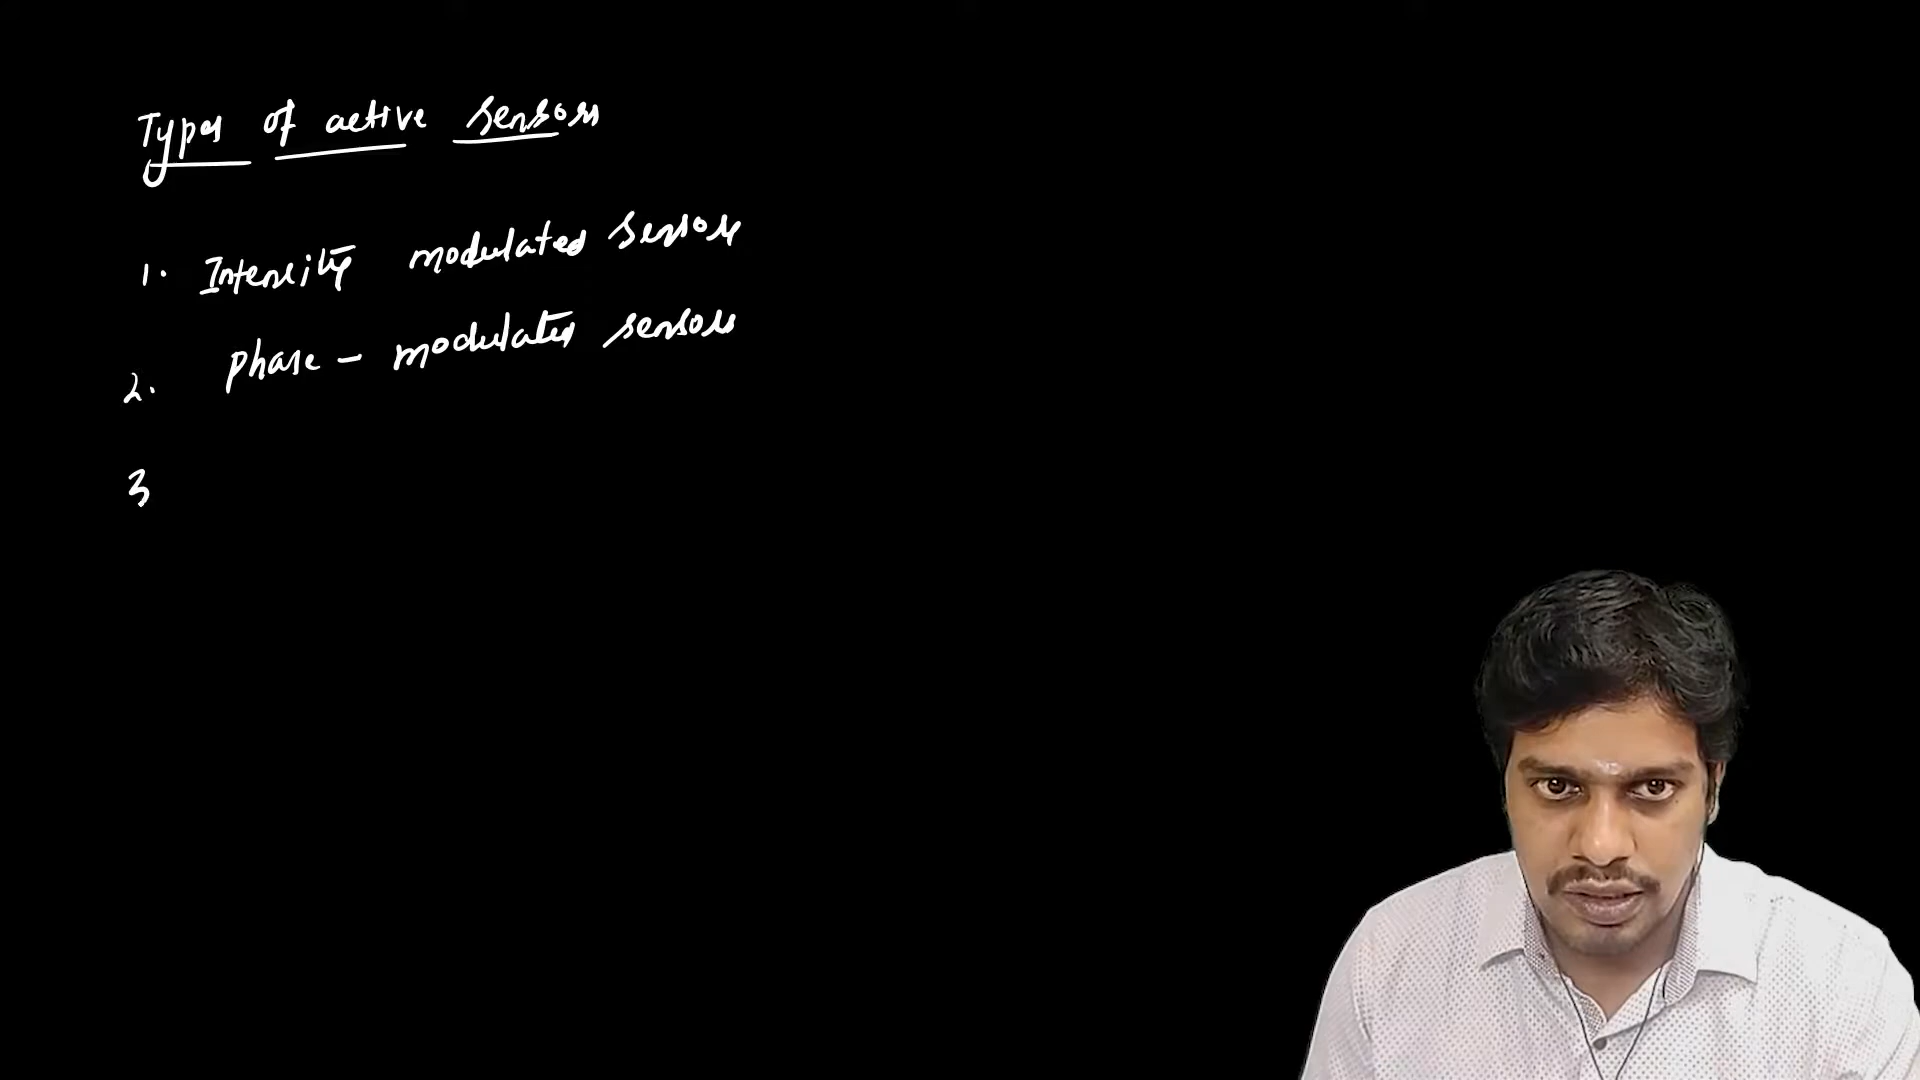 Types of active sensors
1. Intensity modulated sensors
2. phase - modulated sensors
3